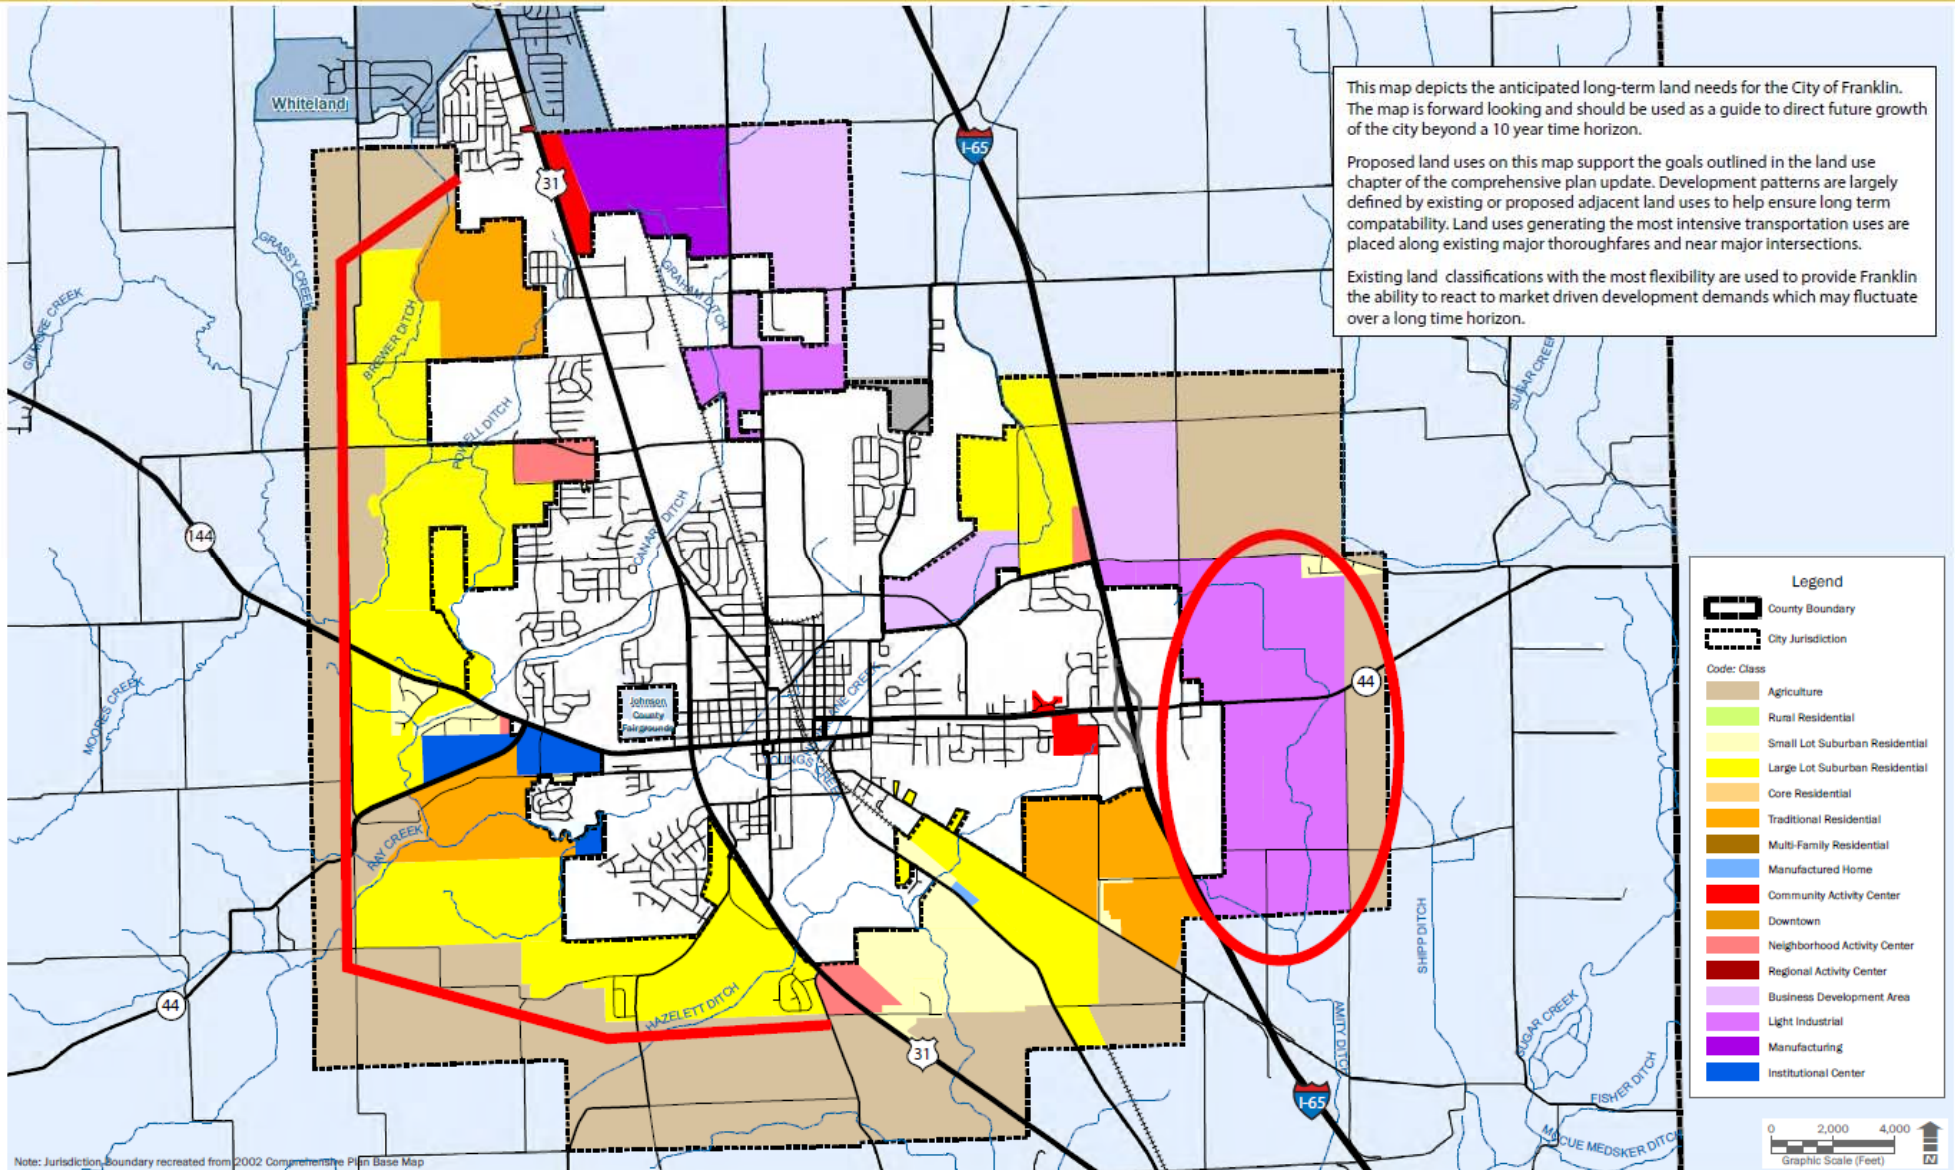 This map depicts the anticipated long-term land needs for the City of Franklin.
The map is forward looking and should be used as a guide to direct future growth
of the city beyond a 10 year time horizon.
Proposed land uses on this map support the goals outlined in the land use
chapter of the comprehensive plan update. Development patterns are largely
defined by existing or proposed adjacent land uses to help ensure long term
compatability. Land uses generating the most intensive transportation uses are
placed along existing major thoroughfares and near major intersections.
Existing land classifications with the most flexibility are used to provide Franklin
the ability to react to market driven development demands which may fluctuate
over a long time horizon.
Whiteland
I-65
31
GRASSY CREEK
GRAHAM DITCH
GILMORE CREEK
BREWER DITCH
SUGAR CREEK
POWELL DITCH
CANARY DITCH
144
44
MOORES CREEK
Johnson
County
Fairgrounds
CREEK
YOUNGS CREEK
RAY CREEK
SHIPP DITCH
44
HAZELETT DITCH
31
AMITY DITCH
SUGAR CREEK
I-65
FISHER DITCH
MCCUE MEDSKER DITCH
Legend
County Boundary
City Jurisdiction
Code: Class
Agriculture
Rural Residential
Small Lot Suburban Residential
Large Lot Suburban Residential
Core Residential
Traditional Residential
Multi-Family Residential
Manufactured Home
Community Activity Center
Downtown
Neighborhood Activity Center
Regional Activity Center
Business Development Area
Light Industrial
Manufacturing
Institutional Center
0 2,000 4,000
Graphic Scale (Feet)
N
Note: Jurisdiction Boundary recreated from 2002 Comprehensive Plan Base Map